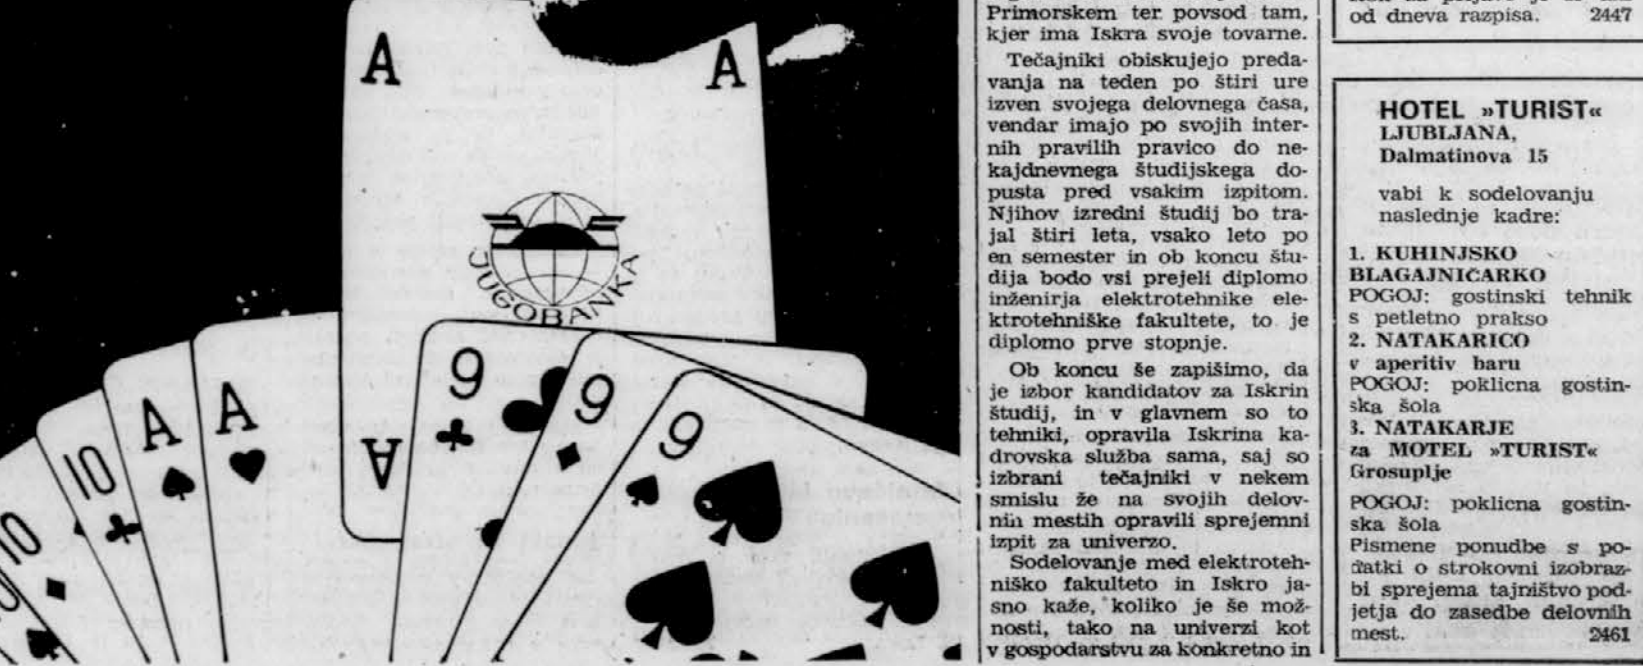 A
A
JUGOBANKA
A
A
A
10
10
9
9
9
Primorskem ter povsod tam,
kjer ima Iskra svoje tovarne.
Tečajniki obiskujejo preda-
vanja na teden po štiri ure
izven svojega delovnega časa,
vendar imajo po svojih inter-
nih pravilih pravico do ne-
kajdnevnega študijskega do-
pusta pred vsakim izpitom.
Njihov izredni študij bo tra-
jal štiri leta, vsako leto po
en semester in ob koncu štu-
dija bodo vsi prejeli diplomo
inženirja elektrotehnike ele-
ktrotehniške fakultete, to je
diplomo prve stopnje.
Ob koncu še zapišimo, da
je izbor kandidatov za Iskrin
študij, in v glavnem so to
tehniki, opravila Iskrina ka-
drovska služba sama, saj so
izbrani tečajniki v nekem
smislu že na svojih delov-
nih mestih opravili sprejemni
izpit za univerzo.
Sodelovanje med elektroteh-
niško fakulteto in Iskro ja-
sno kaže, koliko je še mož-
nosti, tako na univerzi kot
v gospodarstvu za konkretno in
od dneva razpisa. 2447
HOTEL »TURIST«
LJUBLJANA,
Dalmatinova 15
vabi k sodelovanju
naslednje kadre:
1. KUHINJSKO
BLAGAJNIČARKO
POGOJ: gostinski tehnik
s petletno prakso
2. NATAKARICO
v aperitiv baru
POGOJ: poklicna gostin-
ska šola
3. NATAKARJE
za MOTEL »TURIST«
Grosuplje
POGOJ: poklicna gostin-
ska šola
Pismene ponudbe s po-
datki o strokovni izobraz-
bi sprejema tajništvo pod-
jetja do zasedbe delovnih
mest. 2461